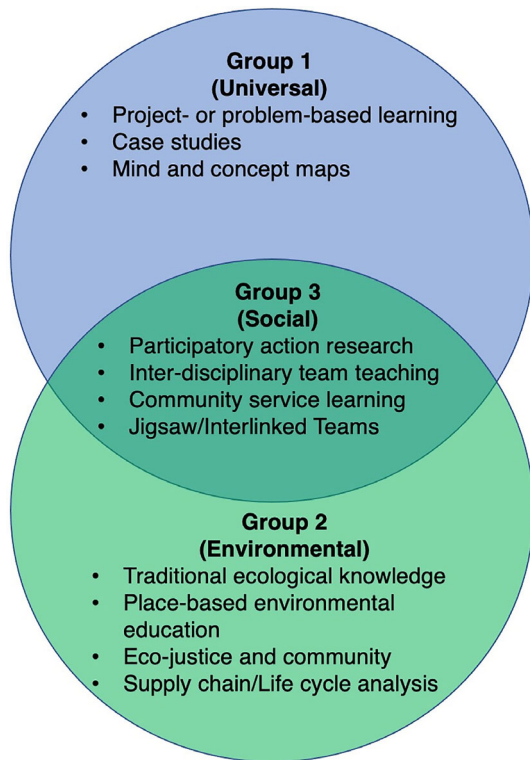 Group 1
(Universal)
• Project- or problem-based learning
• Case studies
• Mind and concept maps
Group 3
(Social)
• Participatory action research
• Inter-disciplinary team teaching
• Community service learning
• Jigsaw/Interlinked Teams
Group 2
(Environmental)
• Traditional ecological knowledge
• Place-based environmental
education
• Eco-justice and community
• Supply chain/Life cycle analysis